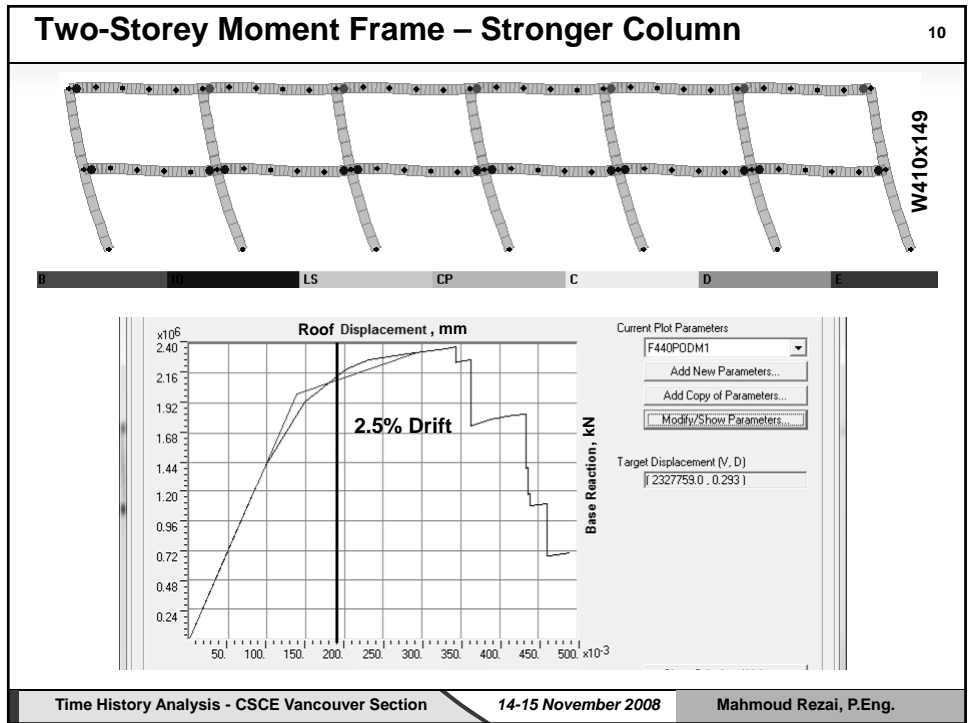 Two-Storey Moment Frame – Stronger Column
10
W410x149
B IO LS CP C D E
Roof Displacement , mm
x10⁶
2.40
2.16
1.92
1.68
1.44
1.20
0.96
0.72
0.48
0.24
2.5% Drift
Base Reaction, kN
50. 100. 150. 200. 250. 300. 350. 400. 450. 500. x10⁻³
Current Plot Parameters
F440PODM1
Add New Parameters...
Add Copy of Parameters...
Modify/Show Parameters...
Target Displacement (V, D)
( 2327759.0 , 0.293 )
Time History Analysis - CSCE Vancouver Section
14-15 November 2008
Mahmoud Rezai, P.Eng.